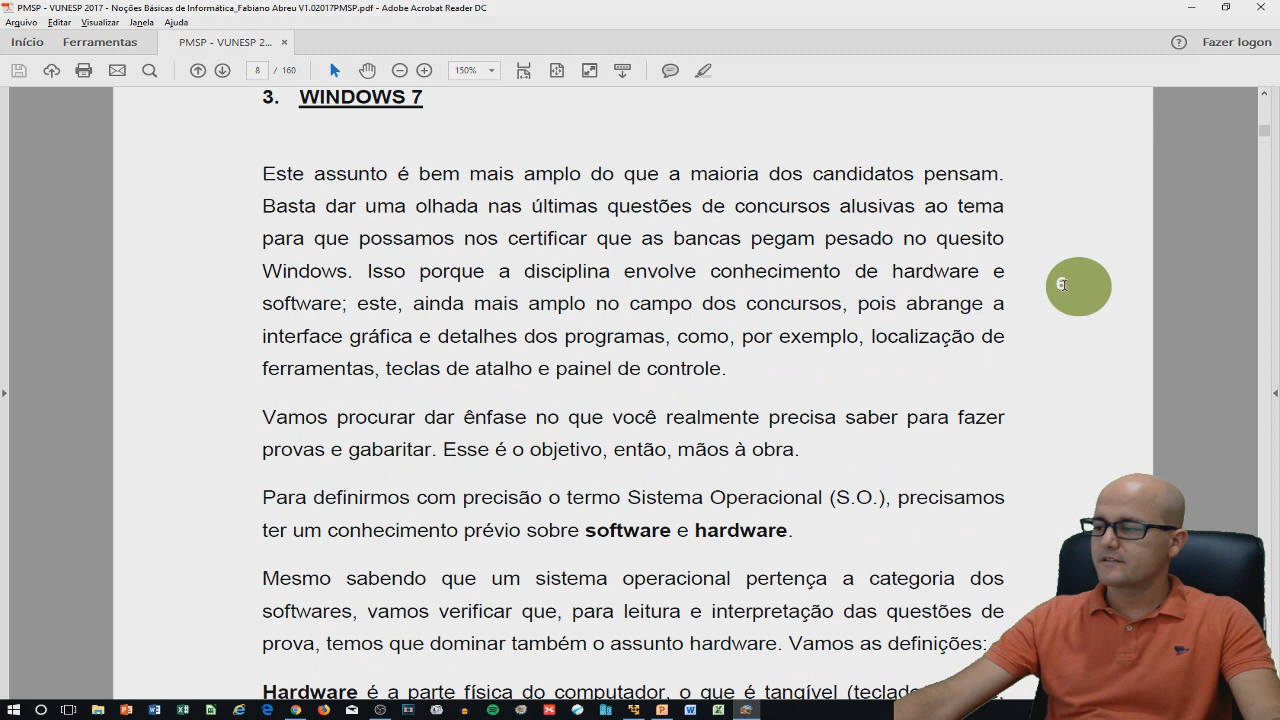 PMSP - VUNESP 2017 - Noções Básicas de Informática_Fabiano Abreu V1.02017PMSP.pdf - Adobe Acrobat Reader DC
Arquivo Editar Visualizar Janela Ajuda
Início Ferramentas PMSP - VUNESP 2... × Fazer logon
8 / 160 150%
3. WINDOWS 7
Este assunto é bem mais amplo do que a maioria dos candidatos pensam.
Basta dar uma olhada nas últimas questões de concursos alusivas ao tema
para que possamos nos certificar que as bancas pegam pesado no quesito
Windows. Isso porque a disciplina envolve conhecimento de hardware e
software; este, ainda mais amplo no campo dos concursos, pois abrange a
interface gráfica e detalhes dos programas, como, por exemplo, localização de
ferramentas, teclas de atalho e painel de controle.
6
Vamos procurar dar ênfase no que você realmente precisa saber para fazer
provas e gabaritar. Esse é o objetivo, então, mãos à obra.
Para definirmos com precisão o termo Sistema Operacional (S.O.), precisamos
ter um conhecimento prévio sobre software e hardware.
Mesmo sabendo que um sistema operacional pertença a categoria dos
softwares, vamos verificar que, para leitura e interpretação das questões de
prova, temos que dominar também o assunto hardware. Vamos as definições:
Hardware é a parte física do computador, o que é tangível (teclado